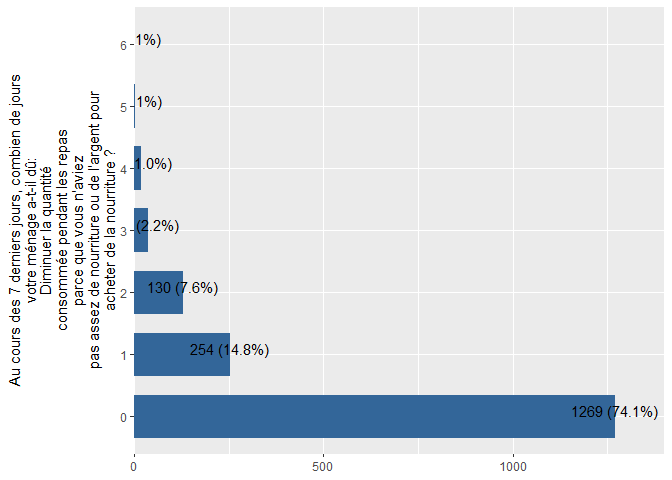 Au cours des 7 derniers jours, combien de jours
votre ménage a-t-il dû:
Diminuer la quantité
consommée pendant les repas
parce que vous n'aviez
pas assez de nourriture ou de l'argent pour
acheter de la nourriture ?
6
1%)
5
1%)
4
1.0%)
3
(2.2%)
2
130 (7.6%)
1
254 (14.8%)
0
1269 (74.1%)
0
500
1000